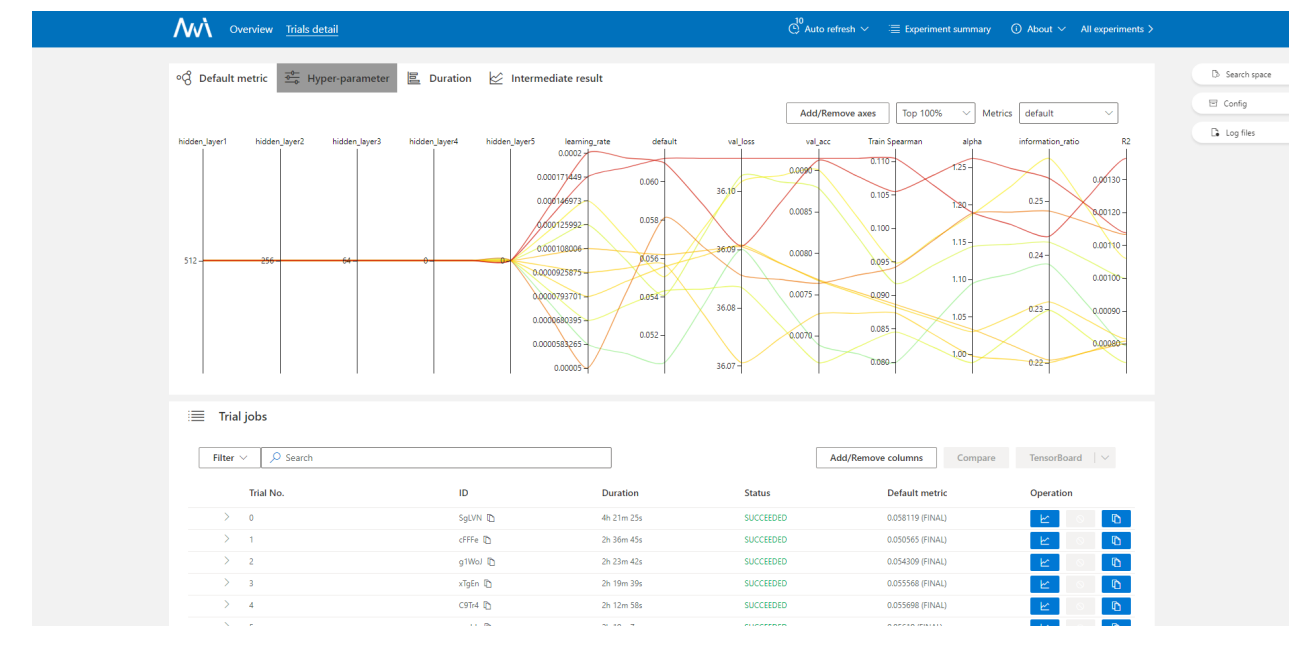 Overview Trials detail 10 Auto refresh Experiment summary About All experiments
Search space
Config
Log files
Default metric Hyper-parameter Duration Intermediate result
Add/Remove axes Top 100% Metrics default
hidden_layer1 hidden_layer2 hidden_layer3 hidden_layer4 hidden_layer5 learning_rate default val_loss val_acc Train Spearman alpha information_ratio R2
512 256 64 0 0
0.0002
0.000171449
0.000146973
0.000125992
0.000108006
0.0000925875
0.0000793701
0.0000680395
0.0000583265
0.00005
0.060
0.058
0.056
0.054
0.052
36.10
36.09
36.08
36.07
0.0090
0.0085
0.0080
0.0075
0.0070
0.110
0.105
0.100
0.095
0.090
0.085
0.080
1.25
1.20
1.15
1.10
1.05
1.00
0.25
0.24
0.23
0.22
0.00130
0.00120
0.00110
0.00100
0.00090
0.00080
Trial jobs
Filter Search Add/Remove columns Compare TensorBoard
Trial No. ID Duration Status Default metric Operation
0 SgLVN 4h 21m 25s SUCCEEDED 0.058119 (FINAL)
1 cFFFe 2h 36m 42s SUCCEEDED 0.050565 (FINAL)
2 g1WoJ 2h 23m 42s SUCCEEDED 0.054309 (FINAL)
3 xTgEn 2h 19m 39s SUCCEEDED 0.055568 (FINAL)
4 C9Tr4 2h 12m 58s SUCCEEDED 0.055698 (FINAL)